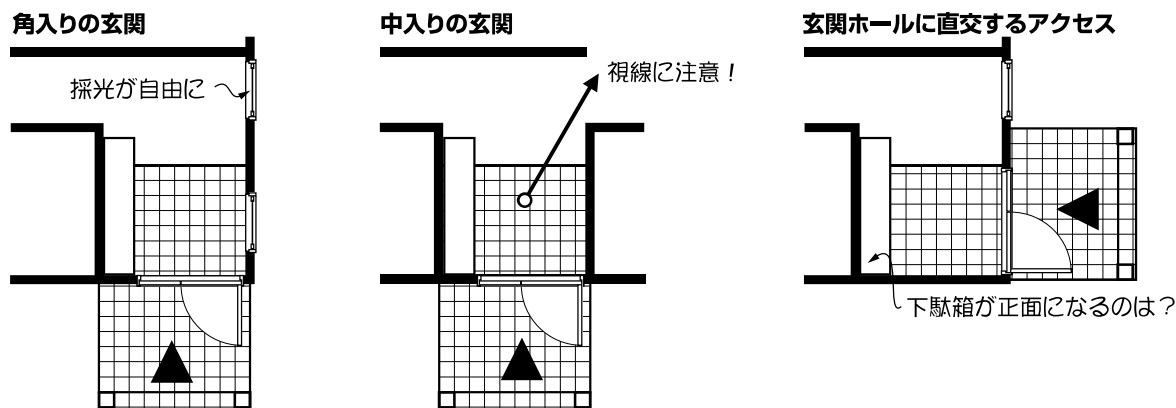 角入りの玄関
中入りの玄関
玄関ホールに直交するアクセス
採光が自由に
視線に注意！
下駄箱が正面になるのは？